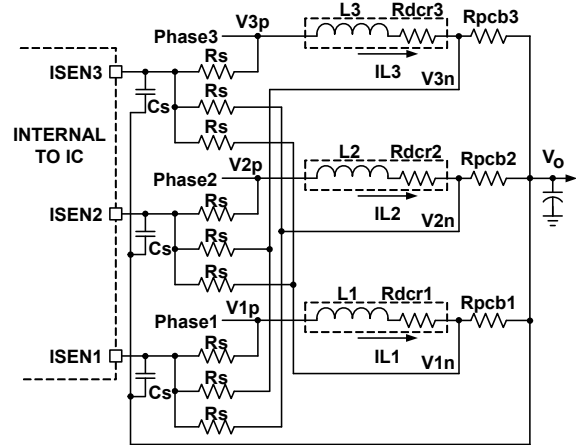 V3p
L3
Rdcr3
Rpcb3
Phase3
ISEN3
Rs
IL3
V3n
Cs
Rs
Rs
INTERNAL
TO IC
V2p
L2
Rdcr2
Rpcb2
Vo
Phase2
ISEN2
Rs
IL2
V2n
Cs
Rs
Rs
V1p
L1
Rdcr1
Rpcb1
Phase1
ISEN1
Rs
IL1
V1n
Cs
Rs
Rs